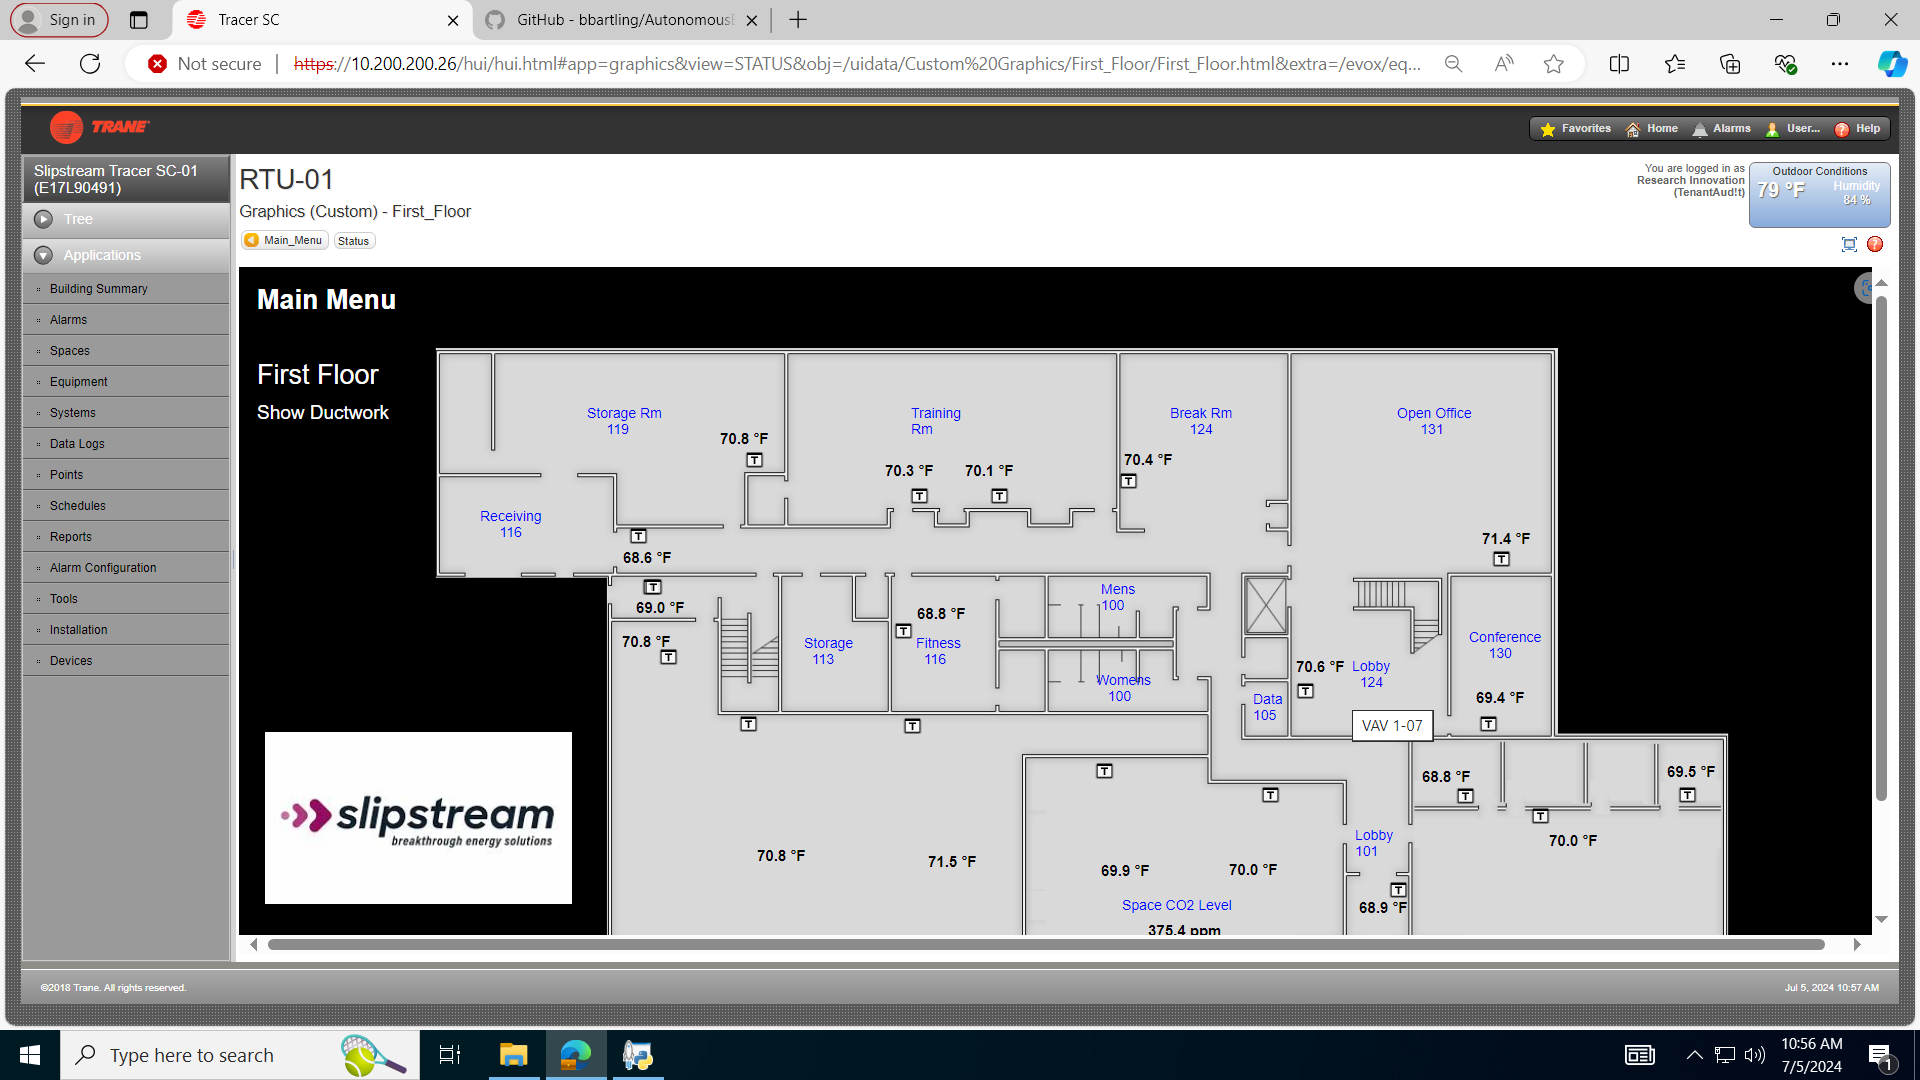 Sign in
Tracer SC
GitHub - bbartling/AutonomousE
Not secure
https://10.200.200.26/hui/hui.html#app=graphics&view=STATUS&obj=/uidata/Custom%20Graphics/First_Floor/First_Floor.html&extra=/evox/eq...
TRANE
Favorites Home Alarms User... Help
Slipstream Tracer SC-01
(E17L90491)
Tree
Applications
Building Summary
Alarms
Spaces
Equipment
Systems
Data Logs
Points
Schedules
Reports
Alarm Configuration
Tools
Installation
Devices
RTU-01
Graphics (Custom) - First_Floor
Main_Menu Status
You are logged in as
Research Innovation
(TenantAud!t)
Outdoor Conditions
79 °F
Humidity
84 %
Main Menu
First Floor
Show Ductwork
Storage Rm
119
70.8 °F
T
Training
Rm
70.3 °F 70.1 °F
T T
Break Rm
124
70.4 °F
T
Open Office
131
71.4 °F
T
Receiving
116
T
68.6 °F
T
69.0 °F
70.8 °F
T
Storage
113
68.8 °F
T
Fitness
116
Mens
100
Womens
100
Data
105
70.6 °F
T
Lobby
124
Conference
130
69.4 °F
T
VAV 1-07
T
T
T
T
68.8 °F
T
69.5 °F
T
T
70.0 °F
Lobby
101
T
68.9 °F
70.8 °F
71.5 °F
69.9 °F
70.0 °F
Space CO2 Level
375.4 ppm
slipstream
breakthrough energy solutions
©2018 Trane. All rights reserved.
Jul 5, 2024 10:57 AM
Type here to search
10:56 AM
7/5/2024
1